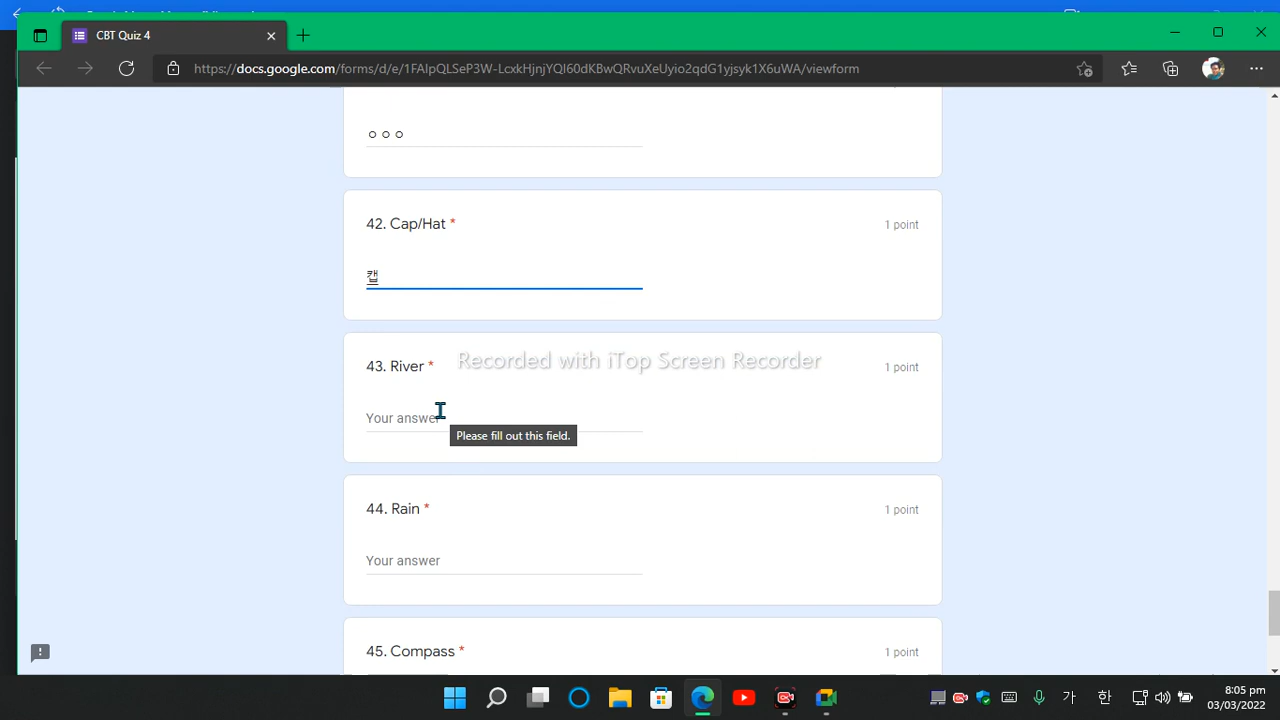 CBT Quiz 4
https://docs.google.com/forms/d/e/1FAIpQLSeP3W-LcxkHjnjYQI60dKBwQRvuXeUyio2qdG1yjsyk1X6uWA/viewform
ㅇㅇㅇ
42. Cap/Hat *
1 point
캡
43. River *
Recorded with iTop Screen Recorder
1 point
Your answer
Please fill out this field.
44. Rain *
1 point
Your answer
45. Compass *
1 point
가
한
8:05 pm
03/03/2022